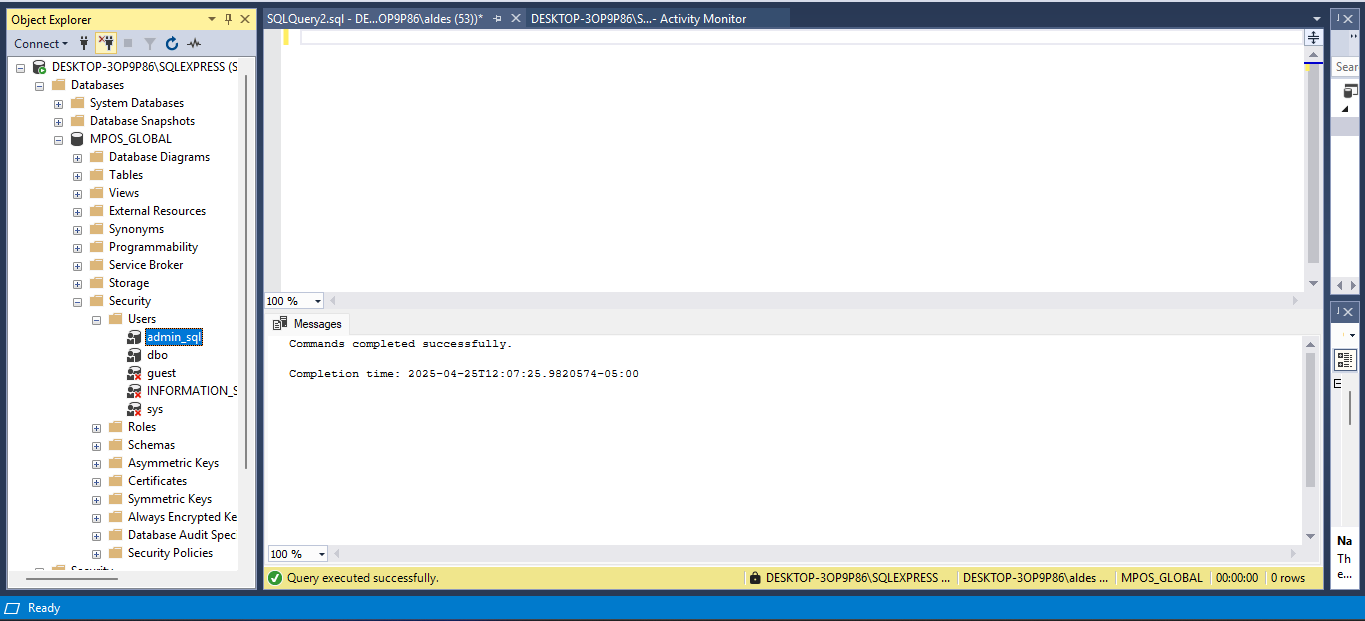 Object Explorer
Connect
DESKTOP-3OP9P86\SQLEXPRESS (S
Databases
System Databases
Database Snapshots
MPOS_GLOBAL
Database Diagrams
Tables
Views
External Resources
Synonyms
Programmability
Service Broker
Storage
Security
Users
admin_sql
dbo
guest
INFORMATION_S
sys
Roles
Schemas
Asymmetric Keys
Certificates
Symmetric Keys
Always Encrypted Ke
Database Audit Spec
Security Policies
Security
SQLQuery2.sql - DE...OP9P86\aldes (53))*
DESKTOP-3OP9P86\S...- Activity Monitor
100 %
Messages
Commands completed successfully.
Completion time: 2025-04-25T12:07:25.9820574-05:00
100 %
Query executed successfully.
DESKTOP-3OP9P86\SQLEXPRESS ...
DESKTOP-3OP9P86\aldes ...
MPOS_GLOBAL
00:00:00
0 rows
Sear
Na
Th
e...
Ready